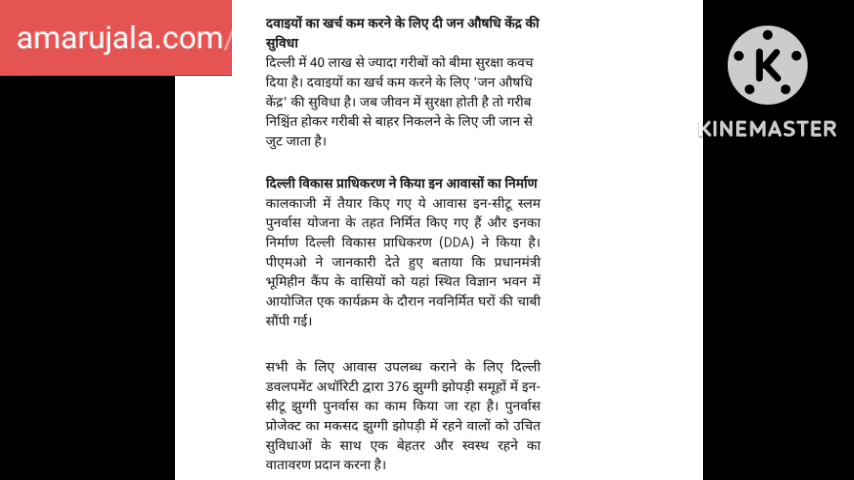 amarujala.com/
दवाइयों का खर्च कम करने के लिए दी जन औषधि केंद्र की
सुविधा
दिल्ली में 40 लाख से ज्यादा गरीबों को बीमा सुरक्षा कवच
दिया है। दवाइयों का खर्च कम करने के लिए 'जन औषधि
केंद्र' की सुविधा है। जब जीवन में सुरक्षा होती है तो गरीब
निश्चिंत होकर गरीबी से बाहर निकलने के लिए जी जान से
जुट जाता है।
दिल्ली विकास प्राधिकरण ने किया इन आवासों का निर्माण
कालकाजी में तैयार किए गए ये आवास इन-सीटू स्लम
पुनर्वास योजना के तहत निर्मित किए गए हैं और इनका
निर्माण दिल्ली विकास प्राधिकरण (DDA) ने किया है।
पीएमओ ने जानकारी देते हुए बताया कि प्रधानमंत्री
भूमिहीन कैंप के वासियों को यहां स्थित विज्ञान भवन में
आयोजित एक कार्यक्रम के दौरान नवनिर्मित घरों की चाबी
सौंपी गई।
सभी के लिए आवास उपलब्ध कराने के लिए दिल्ली
डवलपमेंट अथॉरिटी द्वारा 376 झुग्गी झोपड़ी समूहों में इन-
सीटू झुग्गी पुनर्वास का काम किया जा रहा है। पुनर्वास
प्रोजेक्ट का मकसद झुग्गी झोपड़ी में रहने वालों को उचित
सुविधाओं के साथ एक बेहतर और स्वस्थ रहने का
वातावरण प्रदान करना है।
K
KINEMASTER